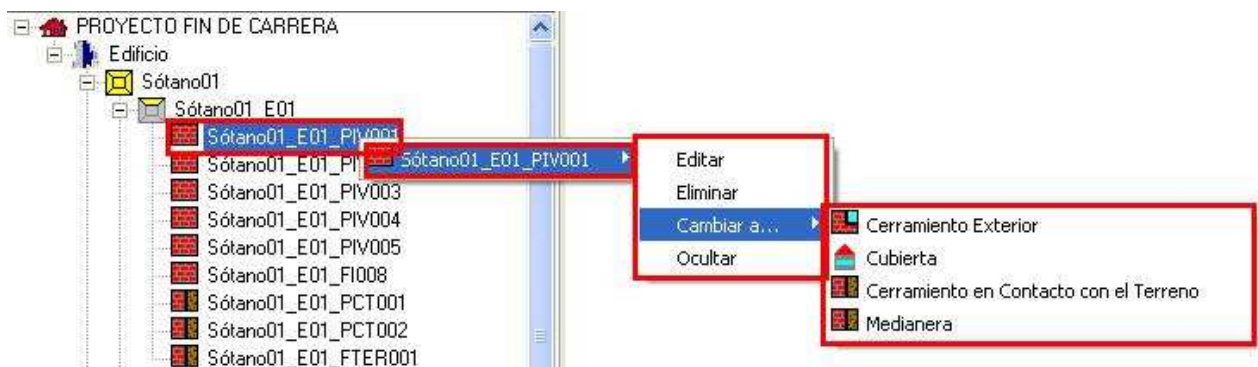 PROYECTO FIN DE CARRERA
Edificio
Sótano01
Sótano01_E01
Sótano01_E01_PIV001
Sótano01_E01_PIV001
Sótano01_E01_PIV003
Sótano01_E01_PIV004
Sótano01_E01_PIV005
Sótano01_E01_FI008
Sótano01_E01_PCT001
Sótano01_E01_PCT002
Sótano01_E01_FTER001
Editar
Eliminar
Cambiar a...
Ocultar
Cerramiento Exterior
Cubierta
Cerramiento en Contacto con el Terreno
Medianera